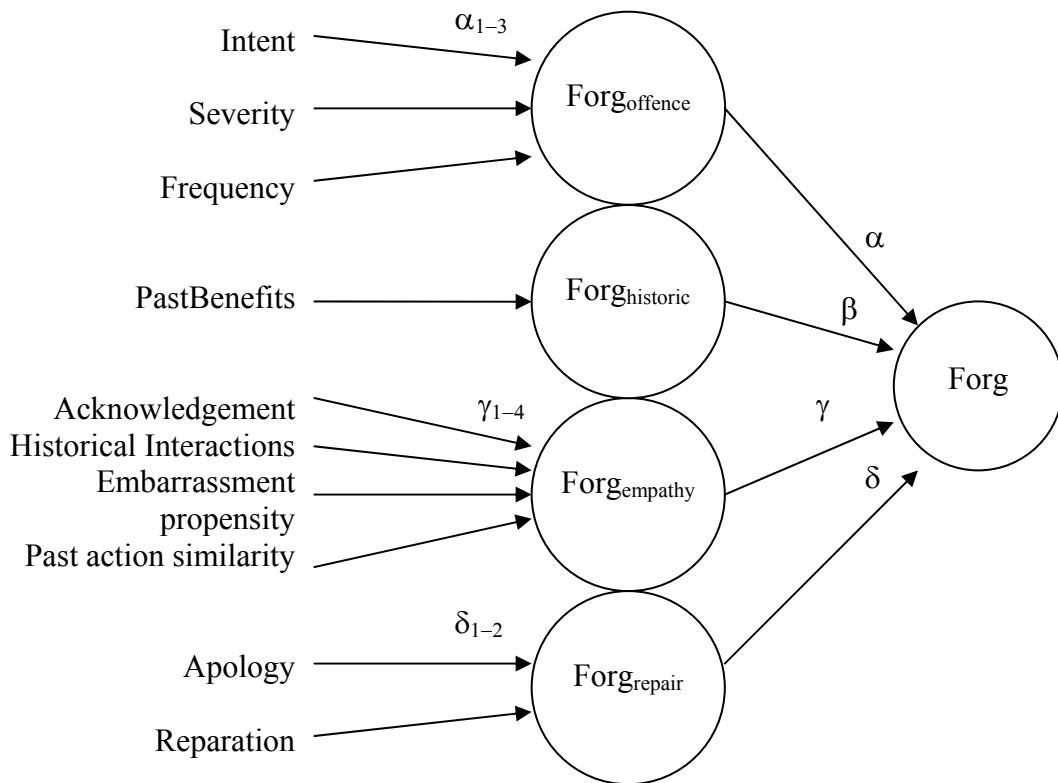 Intent
α1–3
Forgoffence
Severity
Frequency
α
PastBenefits
Forghistoric
β
Forg
Acknowledgement
γ1–4
γ
Historical Interactions
Embarrassment
propensity
Forgempathy
δ
Past action similarity
δ1–2
Apology
Forgrepair
Reparation